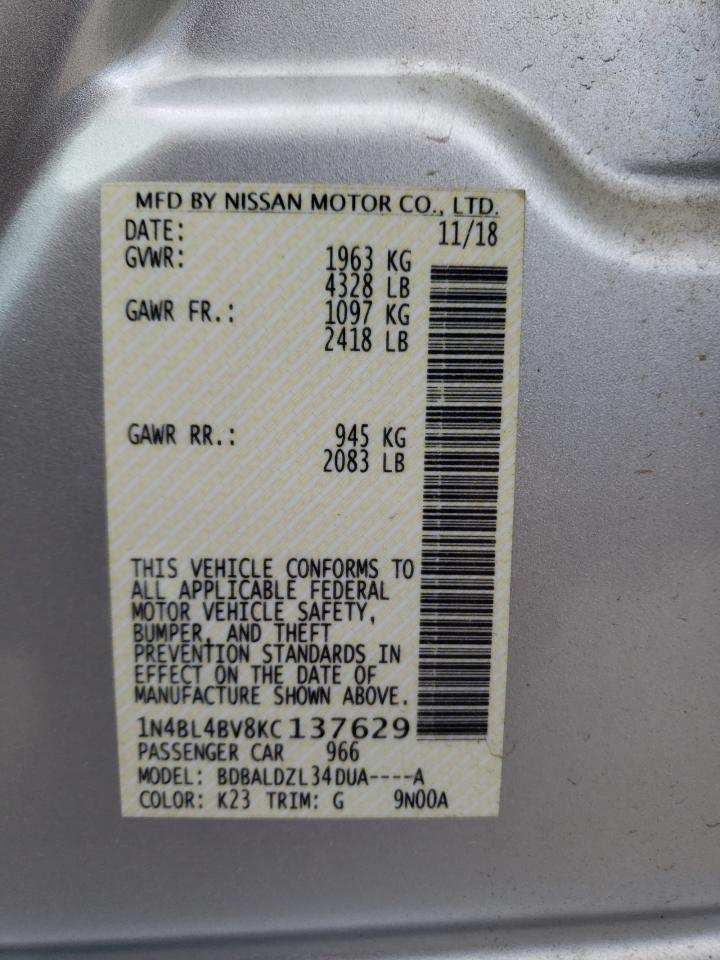 MFD BY NISSAN MOTOR CO., LTD.
DATE: 11/18
GVWR: 1963 KG
4328 LB
GAWR FR.: 1097 KG
2418 LB
GAWR RR.: 945 KG
2083 LB
THIS VEHICLE CONFORMS TO
ALL APPLICABLE FEDERAL
MOTOR VEHICLE SAFETY,
BUMPER, AND THEFT
PREVENTION STANDARDS IN
EFFECT ON THE DATE OF
MANUFACTURE SHOWN ABOVE.
1N4BL4BV8KC 137629
PASSENGER CAR 966
MODEL: BDBALDZL34DUA----A
COLOR: K23 TRIM: G 9N00A